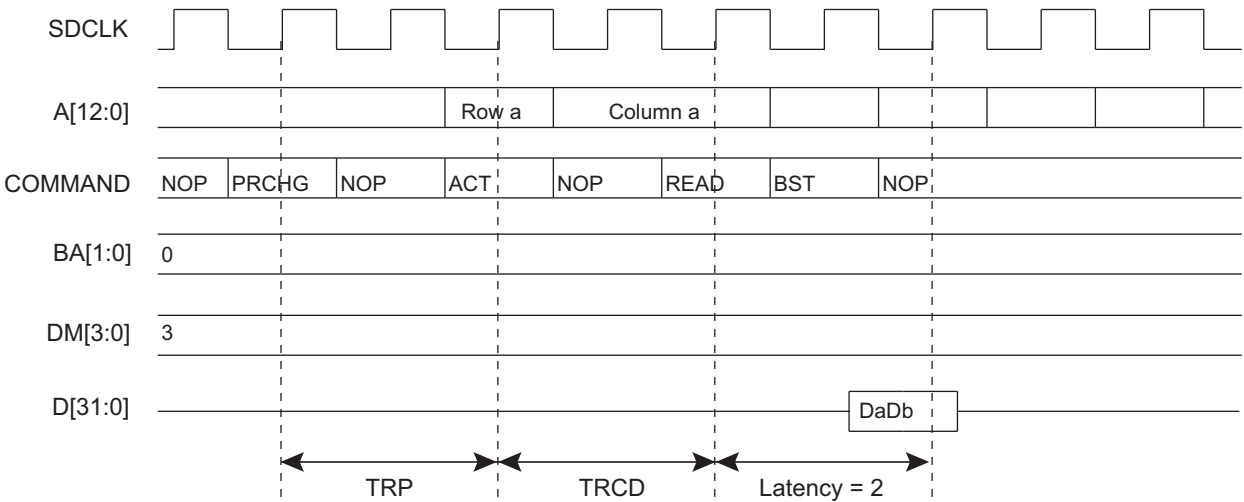 SDCLK
A[12:0] Row a Column a
COMMAND NOP PRCHG NOP ACT NOP READ BST NOP
BA[1:0] 0
DM[3:0] 3
D[31:0] DaDb
TRP TRCD Latency = 2